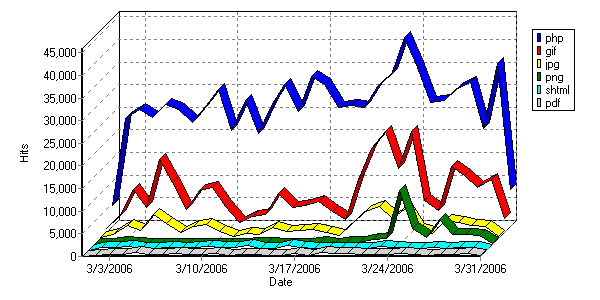 45,000
40,000
35,000
30,000
25,000
20,000
15,000
10,000
5,000
0
Hits
3/3/2006 3/10/2006 3/17/2006 3/24/2006 3/31/2006
Date
php
gif
jpg
png
shtml
pdf